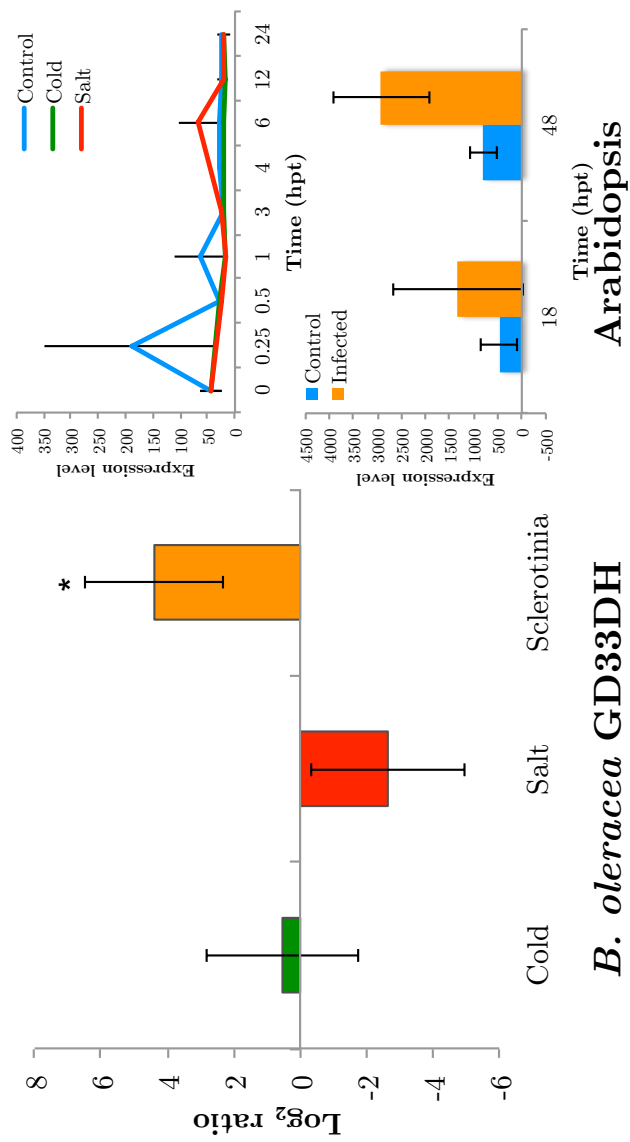 8
6
4
2
0
-2
-4
-6
Log2 ratio
*
Cold Salt Sclerotinia
B. oleracea GD33DH
400
350
300
250
200
150
100
50
0
Expression level
Control
Cold
Salt
0 0.25 0.5 1 3 4 6 12 24
Time (hpt)
4500
4000
3500
3000
2500
2000
1500
1000
500
0
-500
Expression level
Control
Infected
18 48
Time (hpt)
Arabidopsis